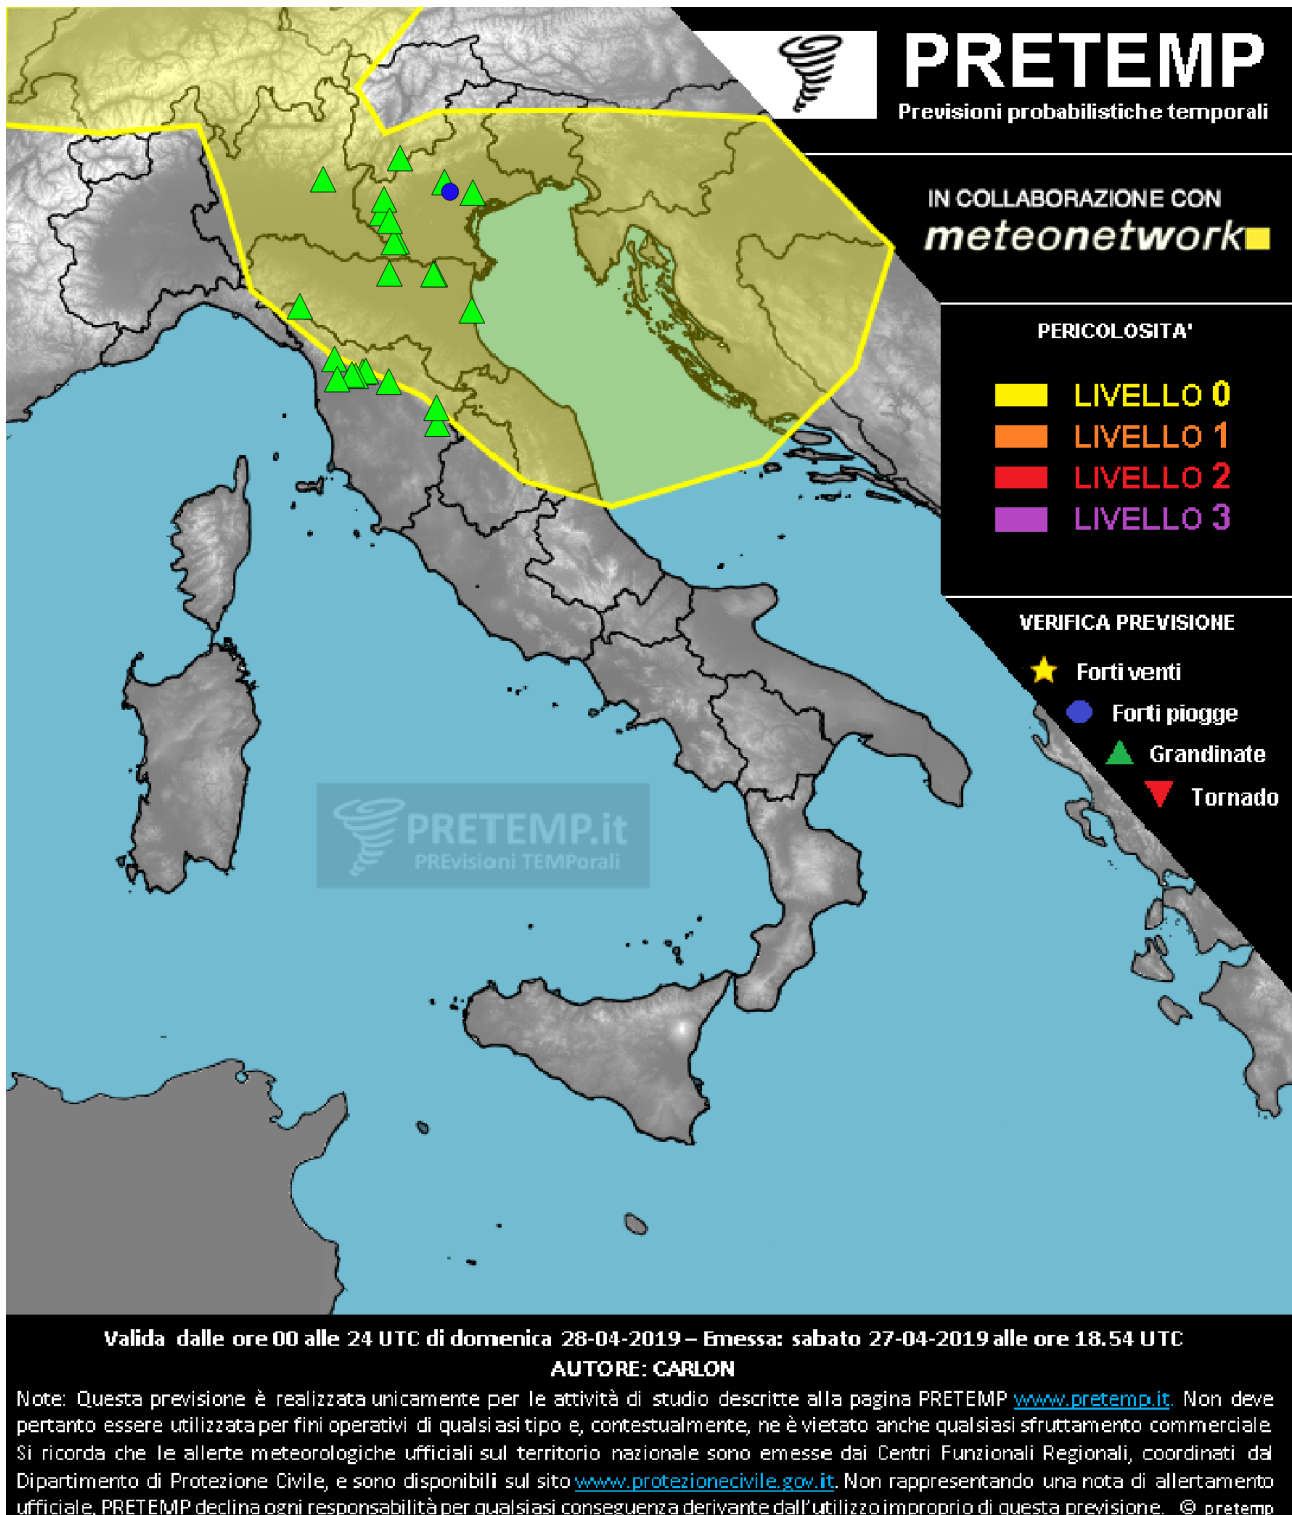 PRETEMP
Previsioni probabilistiche temporali
IN COLLABORAZIONE CON
meteonetwork
PERICOLOSITA'
LIVELLO 0
LIVELLO 1
LIVELLO 2
LIVELLO 3
VERIFICA PREVISIONE
Forti venti
Forti piogge
Grandinate
Tornado
PRETEMP.it
PREvisioni TEMPorali
Valida dalle ore 00 alle 24 UTC di domenica 28-04-2019 – Emessa: sabato 27-04-2019 alle ore 18.54 UTC
AUTORE: CARLON
Note: Questa previsione è realizzata unicamente per le attività di studio descritte alla pagina PRETEMP www.pretemp.it. Non deve
pertanto essere utilizzata per fini operativi di qualsiasi tipo e, contestualmente, ne è vietato anche qualsiasi sfruttamento commerciale.
Si ricorda che le allerte meteorologiche ufficiali sul territorio nazionale sono emesse dai Centri Funzionali Regionali, coordinati dal
Dipartimento di Protezione Civile, e sono disponibili sul sito www.protezionecivile.gov.it. Non rappresentando una nota di allertamento
ufficiale, PRETEMP declina ogni responsabilità per qualsiasi conseguenza derivante dall'utilizzo improprio di questa previsione. © pretemp